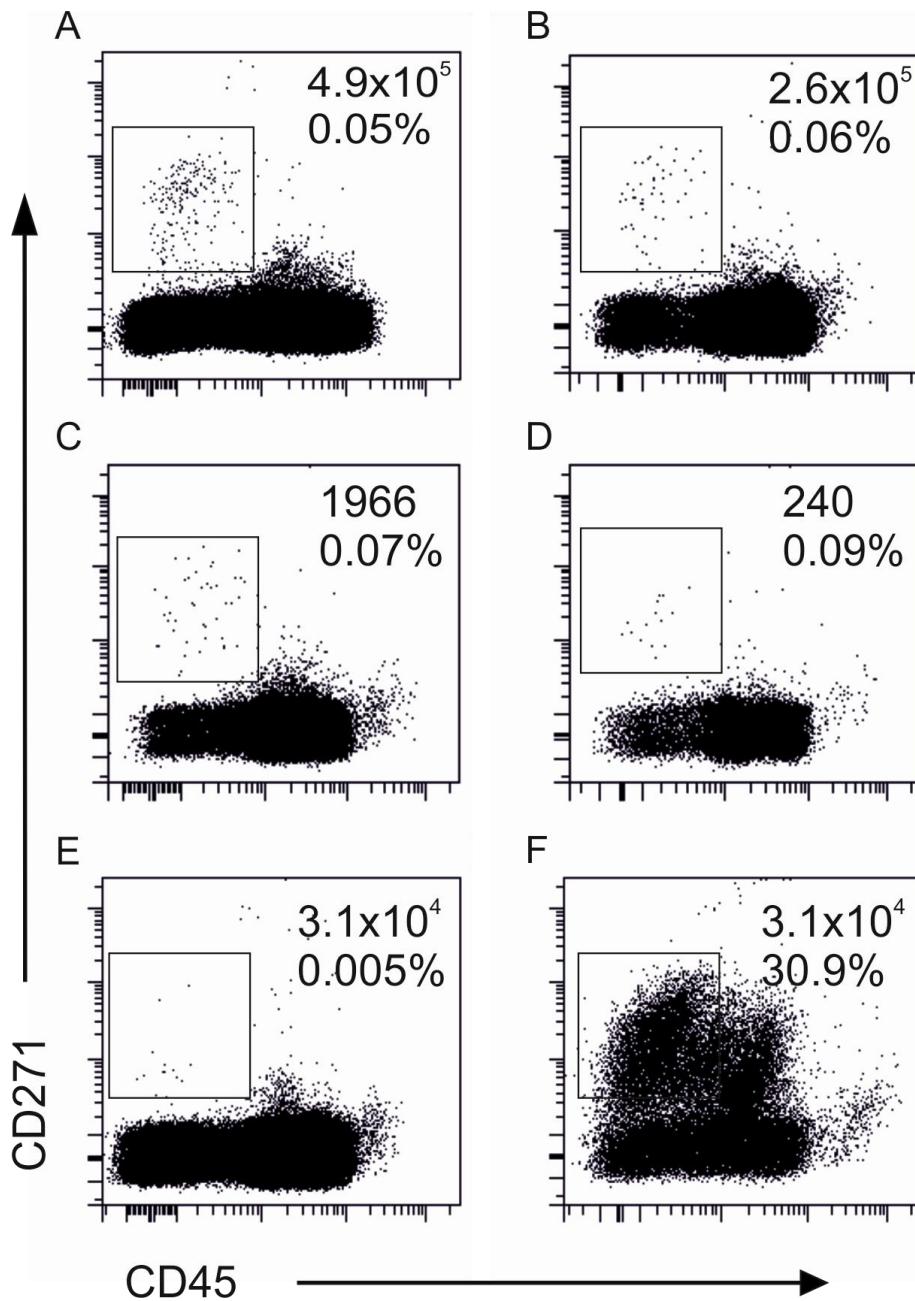 A
4.9x10⁵
0.05%
B
2.6x10⁵
0.06%
C
1966
0.07%
D
240
0.09%
E
3.1x10⁴
0.005%
F
3.1x10⁴
30.9%
CD271
CD45